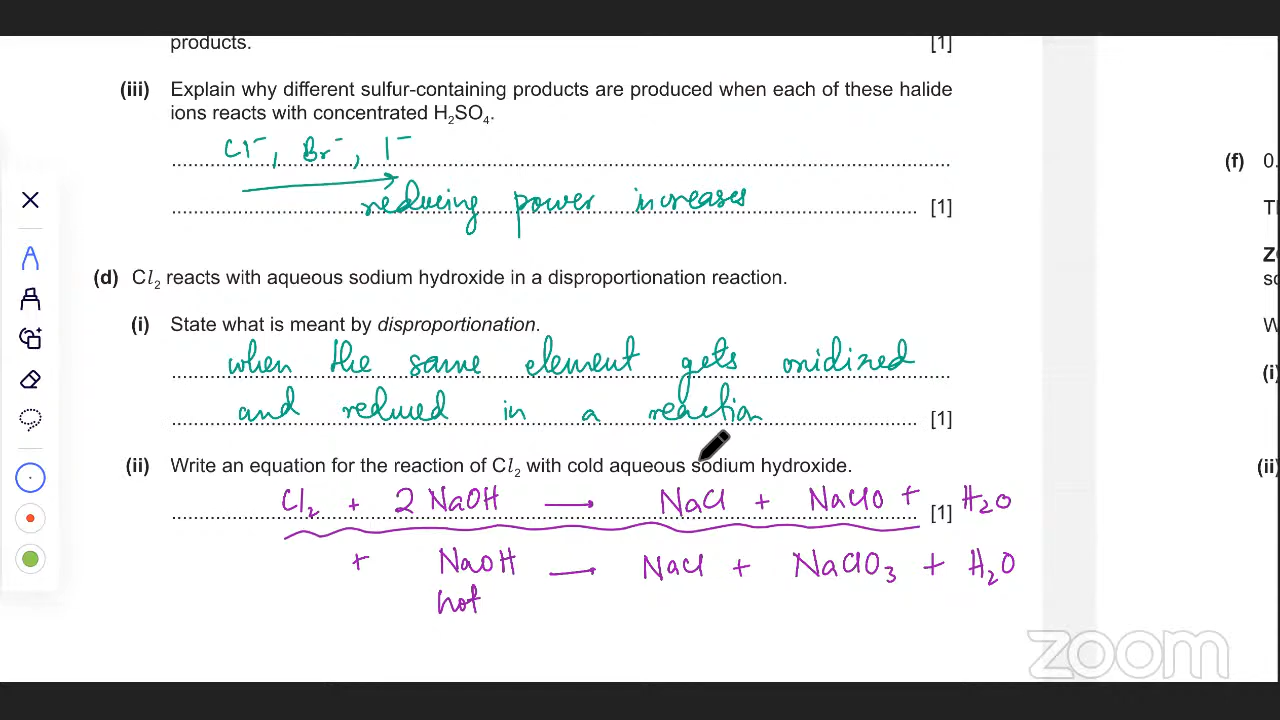 products. [1]
(iii) Explain why different sulfur-containing products are produced when each of these halide
ions reacts with concentrated H₂SO₄.
Cl⁻, Br⁻, I⁻
reducing power increases [1]
(f) 0.
(d) Cl₂ reacts with aqueous sodium hydroxide in a disproportionation reaction.
(i) State what is meant by disproportionation.
when the same element gets oxidized
and reduced in a reaction [1]
(ii) Write an equation for the reaction of Cl₂ with cold aqueous sodium hydroxide.
Cl₂ + 2 NaOH → NaCl + NaClO + H₂O [1]
+ NaOH → NaCl + NaClO₃ + H₂O
hot
(i)
(ii)
zoom